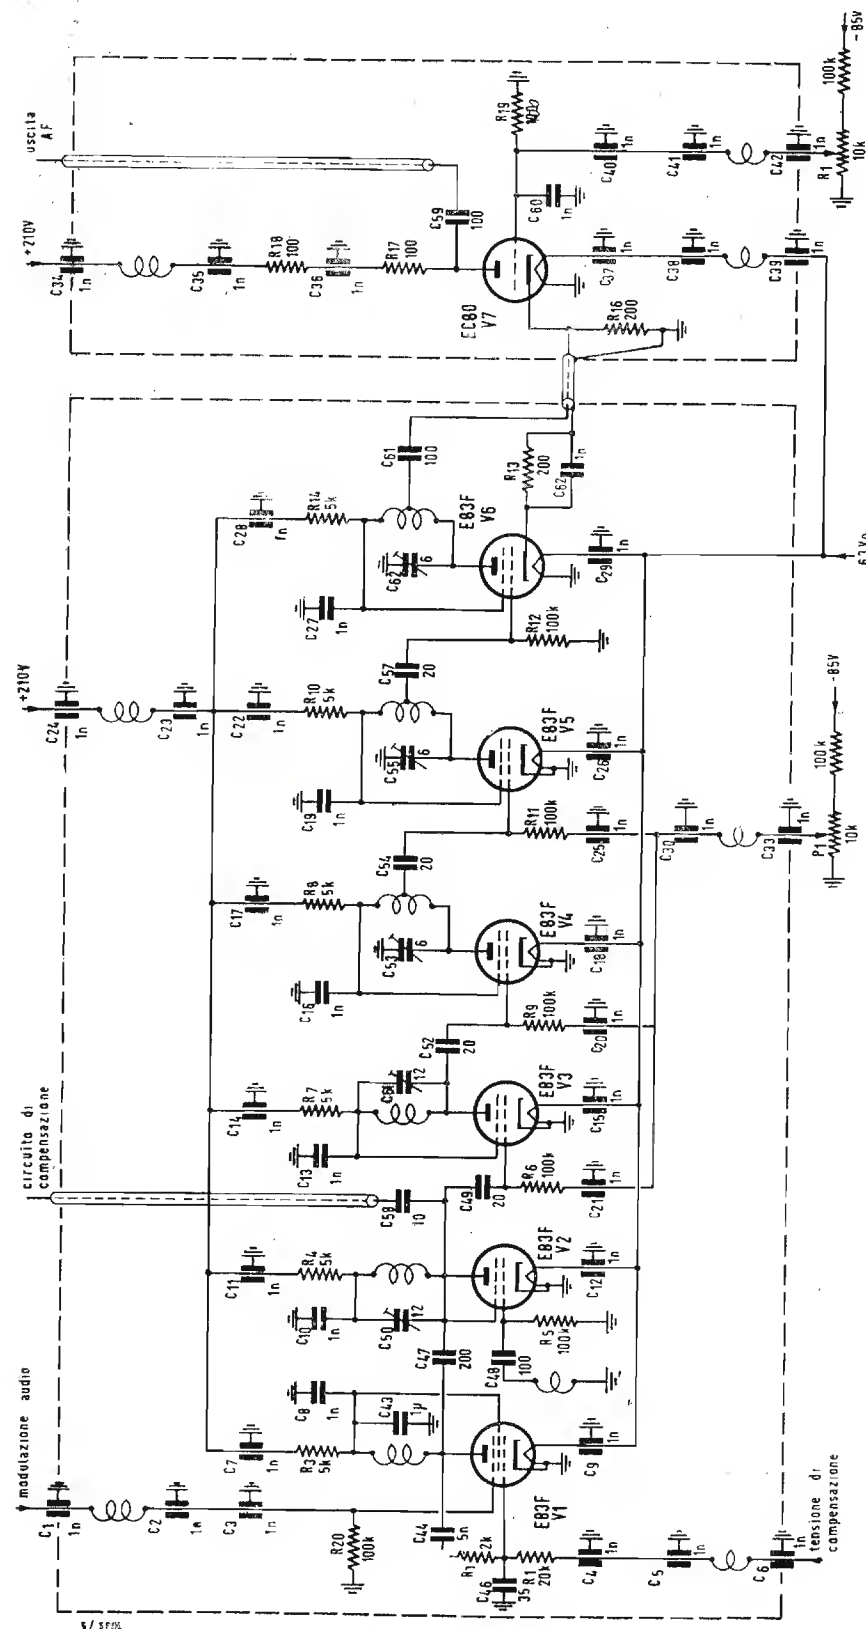 modulazione audio
C1
1n
C2
1n
C3
1n
R20
100k
C7
1n
R3
5k
C8
1n
C43
1µ
C44
5n
2k
C46
35
R1
20k
C4
1n
C5
1n
C6
1n
tensione di
compensazione
E83F
V1
C9
1n
C11
1n
R4
5k
C10
1n
C50
12
C47
200
C48
100
R5
100k
E83F
V2
C12
1n
circuito di
compensazione
C58
10
C49
20
R6
100k
C21
1n
C14
1n
R7
5k
C13
1n
12
E83F
V3
C15
1n
C52
20
R9
100k
C20
1n
C17
1n
R8
5k
C16
1n
C53
6
E83F
V4
C18
1n
C54
20
R11
100k
C25
1n
C30
1n
C33
1n
P1
10k
100k
-85V
+210V
C24
1n
C23
1n
C22
1n
R10
5k
C19
1n
C55
6
E83F
V5
C26
1n
C57
20
R12
100k
C28
R14
5k
C27
1n
C62
6
E83F
V6
C29
1n
R13
200
C62
1n
C61
100
+210V
C34
1n
C35
1n
R18
100
C36
1n
R17
100
uscita
AF
C59
100
EC80
V7
R16
200
C60
1n
R19
C40
1n
C41
1n
C42
1n
C37
1n
C38
1n
C39
1n
R1
10k
100k
-85V